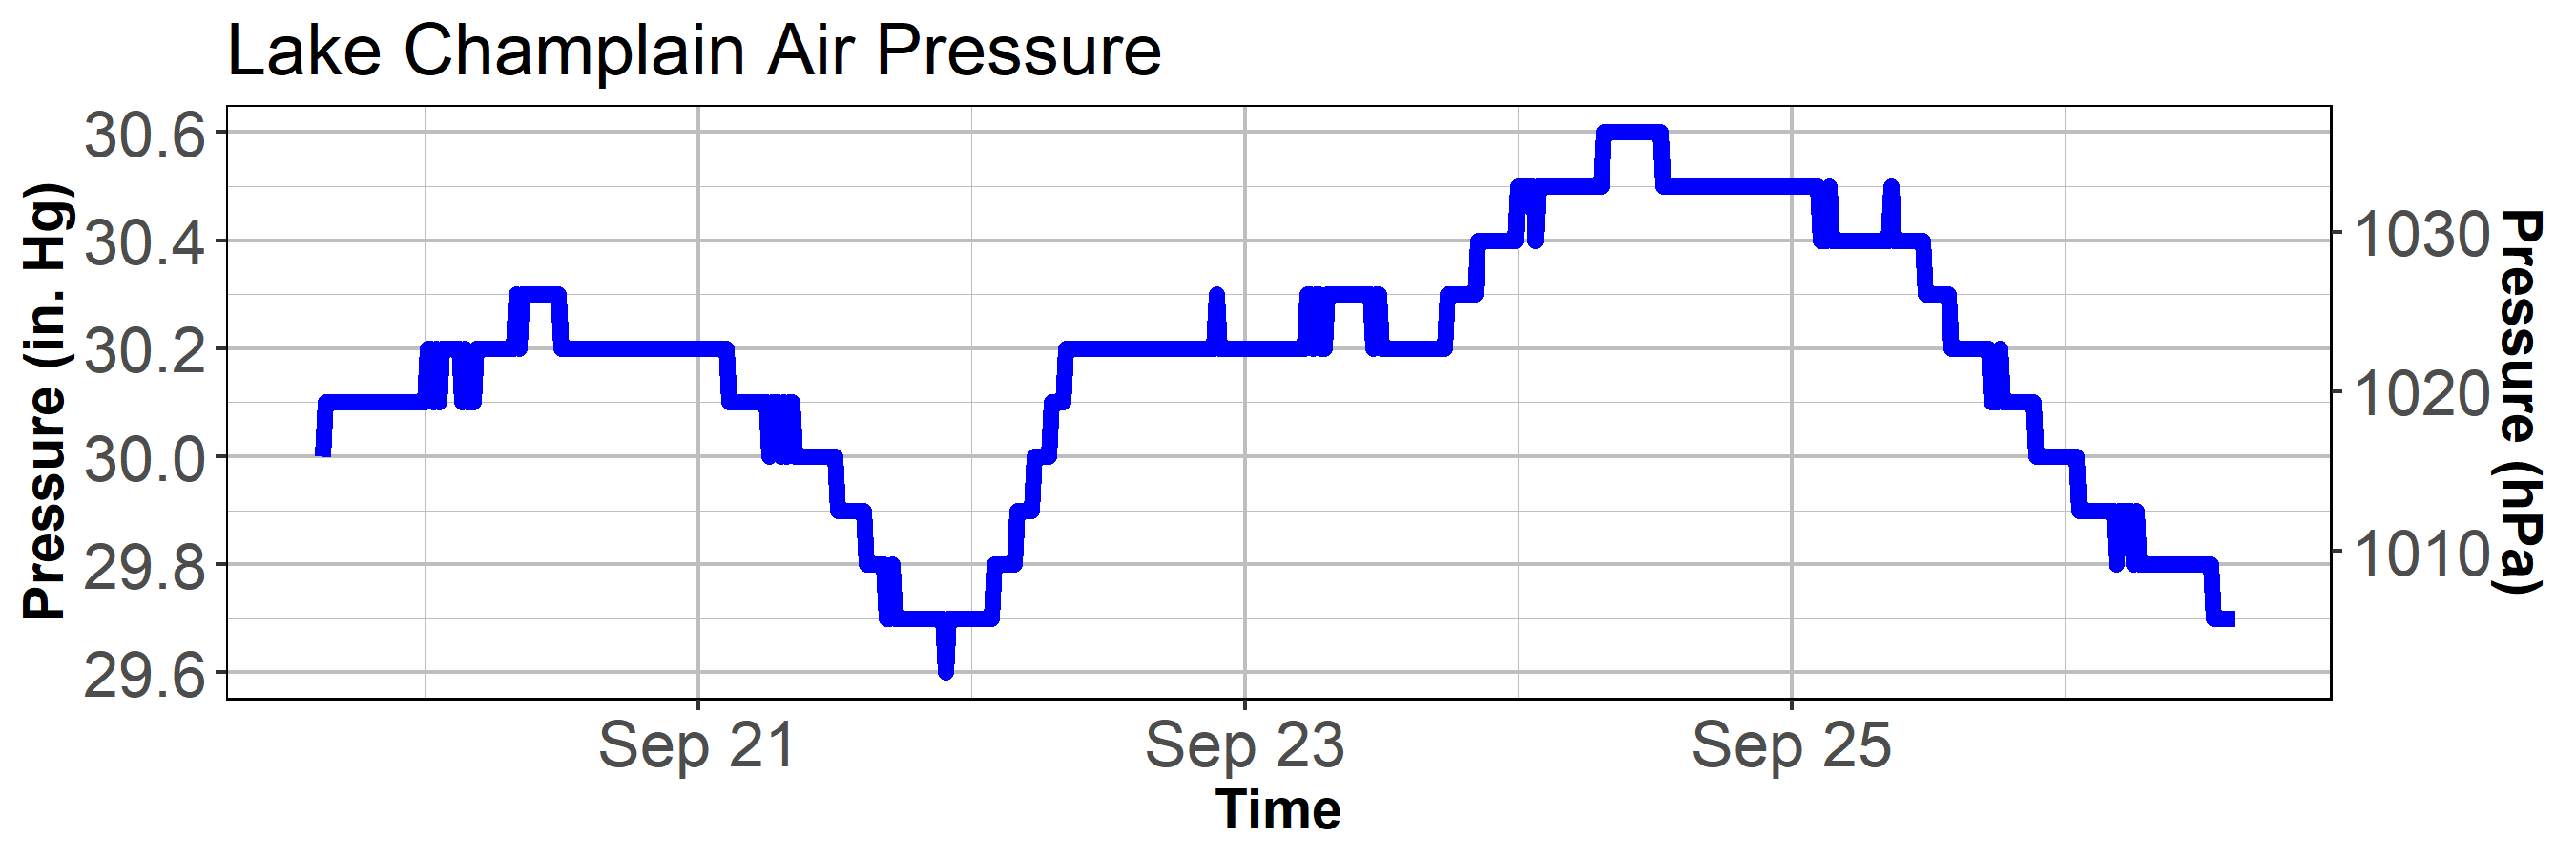 Lake Champlain Air Pressure
30.6
30.4
30.2
30.0
29.8
29.6
Pressure (in. Hg)
1030
1020
1010
Pressure (hPa)
Sep 21
Sep 23
Sep 25
Time